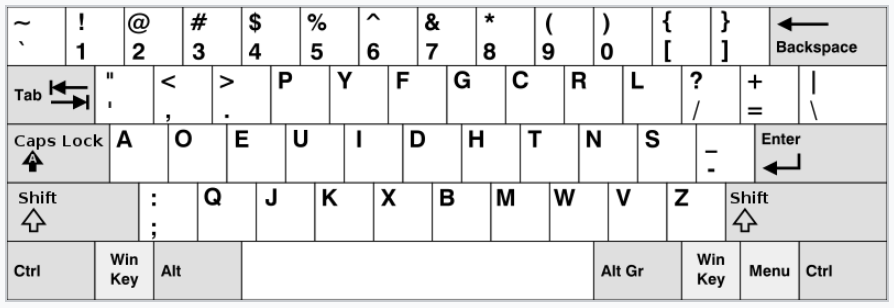 ~ ! @ # $ % ^ & * ( ) { }
` 1 2 3 4 5 6 7 8 9 0 [ ] Backspace
Tab " < > P Y F G C R L ? + |
' , . / = \
Caps Lock A O E U I D H T N S _ Enter
A -
Shift : Q J K X B M W V Z Shift
;
Ctrl Win Key Alt Alt Gr Win Key Menu Ctrl